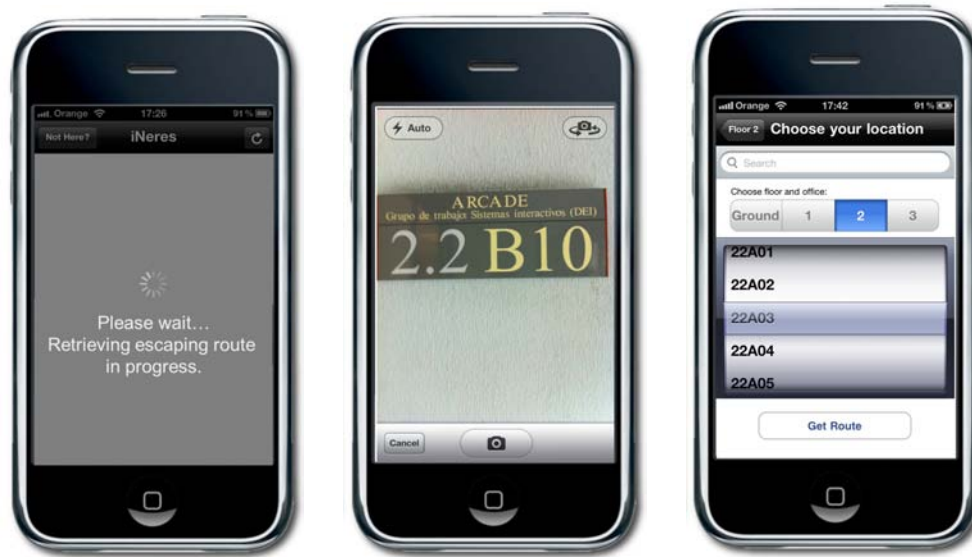 Orange 17:26 91%
Not Here? iNeres
Please wait...
Retrieving escaping route
in progress.
Auto
ARCADE
Grupo de trabajo Sistemas interactivos (DEI)
2.2 B10
Cancel
Orange 17:42 91%
Floor 2 Choose your location
Search
Choose floor and office:
Ground 1 2 3
22A01
22A02
22A03
22A04
22A05
Get Route